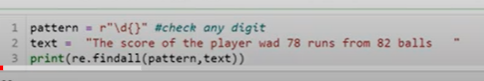 1 pattern = r"\d{}" #check any digit
2 text =  "The score of the player wad 78 runs from 82 balls   "
3 print(re.findall(pattern,text))